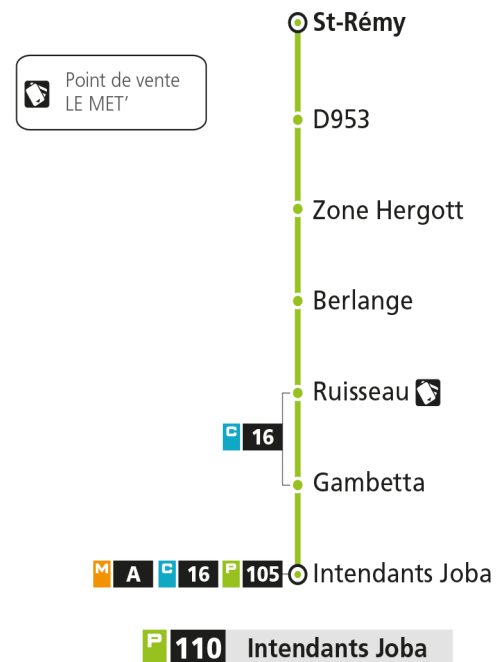 St-Rémy
Point de vente
LE MET’
D953
Zone Hergott
Berlange
Ruisseau
C 16
Gambetta
M A C 16 P 105 Intendants Joba
P 110 Intendants Joba